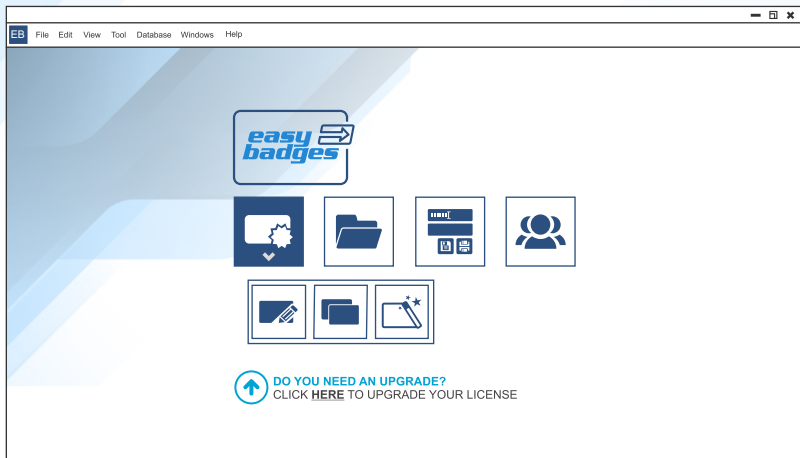 EB File Edit View Tool Database Windows Help
easy
badges
DO YOU NEED AN UPGRADE?
CLICK HERE TO UPGRADE YOUR LICENSE